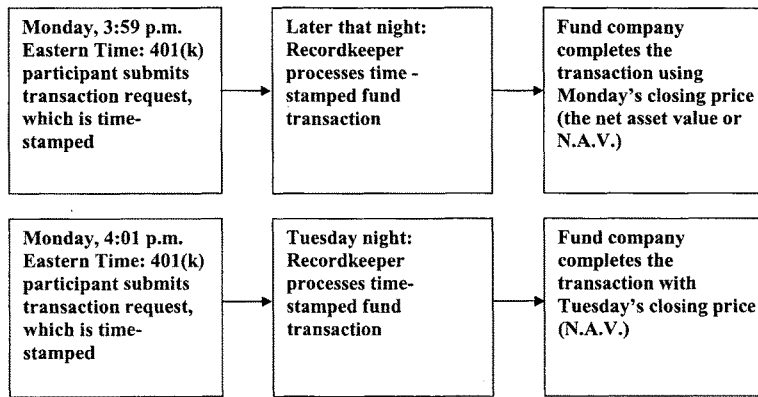 Monday, 3:59 p.m.
Eastern Time: 401(k)
participant submits
transaction request,
which is time-
stamped
Later that night:
Recordkeeper
processes time -
stamped fund
transaction
Fund company
completes the
transaction using
Monday's closing price
(the net asset value or
N.A.V.)
Monday, 4:01 p.m.
Eastern Time: 401(k)
participant submits
transaction request,
which is time-
stamped
Tuesday night:
Recordkeeper
processes time-
stamped fund
transaction
Fund company
completes the
transaction with
Tuesday's closing price
(N.A.V.)